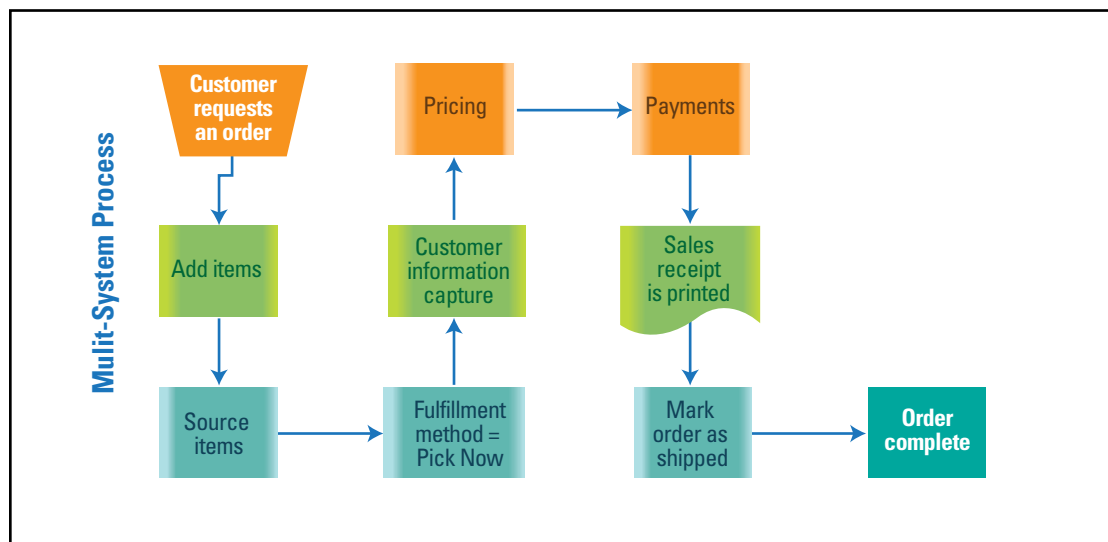 Mulit-System Process
Customer
requests
an order
Add items
Source
items
Fulfillment
method =
Pick Now
Customer
information
capture
Pricing
Payments
Sales
receipt
is printed
Mark
order as
shipped
Order
complete